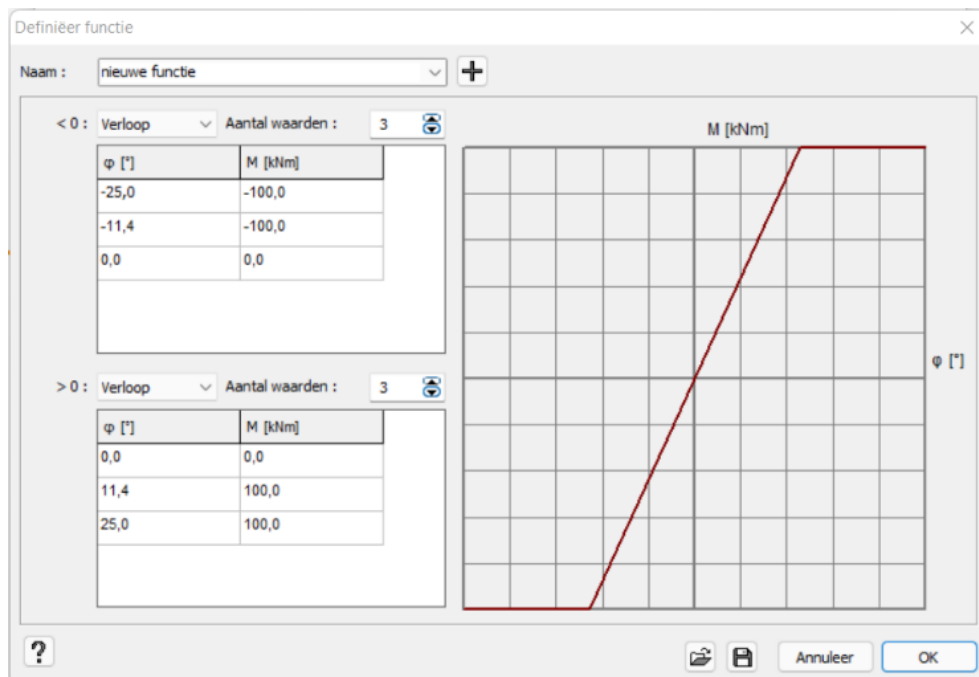 Definiëer functie
Naam : nieuwe functie
< 0 : Verloop Aantal waarden : 3
φ [°] M [kNm]
-25,0 -100,0
-11,4 -100,0
0,0 0,0
> 0 : Verloop Aantal waarden : 3
φ [°] M [kNm]
0,0 0,0
11,4 100,0
25,0 100,0
M [kNm]
φ [°]
? Annuleer OK